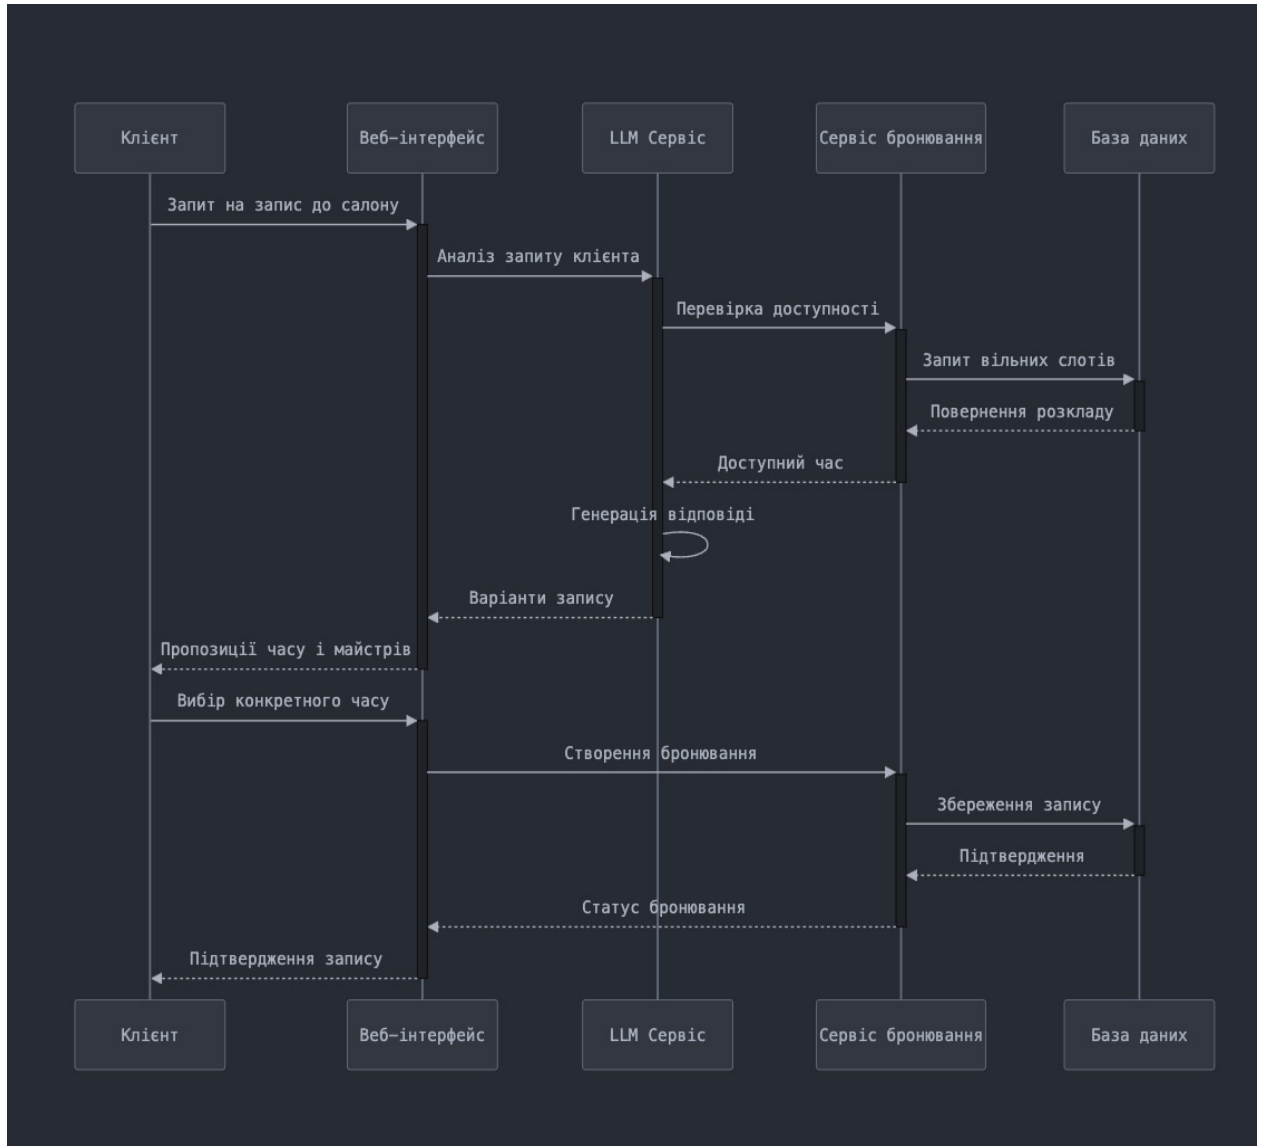 Клієнт
Веб-інтерфейс
LLM Сервіс
Сервіс бронювання
База даних
Запит на запис до салону
Аналіз запиту клієнта
Перевірка доступності
Запит вільних слотів
Повернення розкладу
Доступний час
Генерація відповіді
Варіанти запису
Пропозиції часу і майстрів
Вибір конкретного часу
Створення бронювання
Збереження запису
Підтвердження
Статус бронювання
Підтвердження запису
Клієнт
Веб-інтерфейс
LLM Сервіс
Сервіс бронювання
База даних